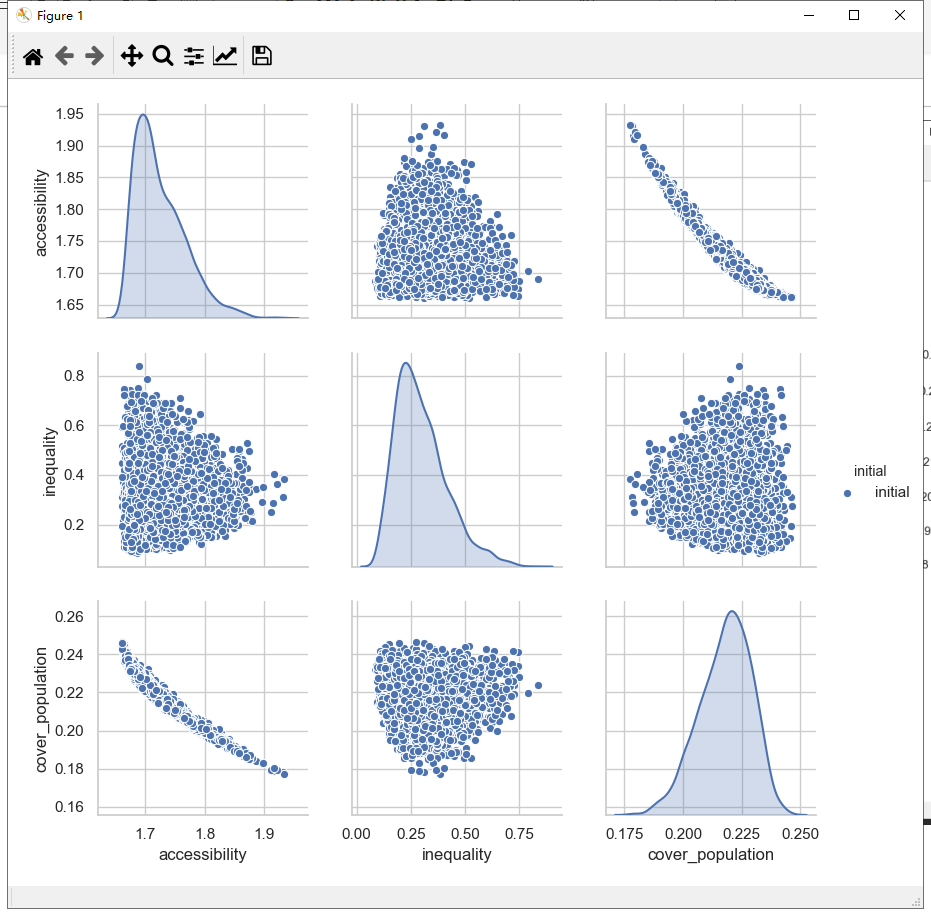 Figure 1
1.95
1.90
1.85
1.80
1.75
1.70
1.65
accessibility
0.8
0.6
0.4
0.2
inequality
initial
initial
0.26
0.24
0.22
0.20
0.18
0.16
cover_population
1.7 1.8 1.9
accessibility
0.00 0.25 0.50 0.75
inequality
0.175 0.200 0.225 0.250
cover_population